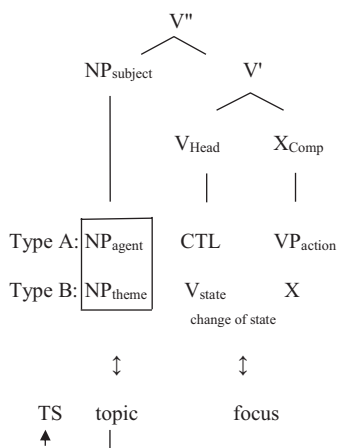 V"
NPsubject V'
VHead XComp
Type A: NPagent CTL VPaction
Type B: NPtheme Vstate X
change of state
↕ ↕
TS topic focus